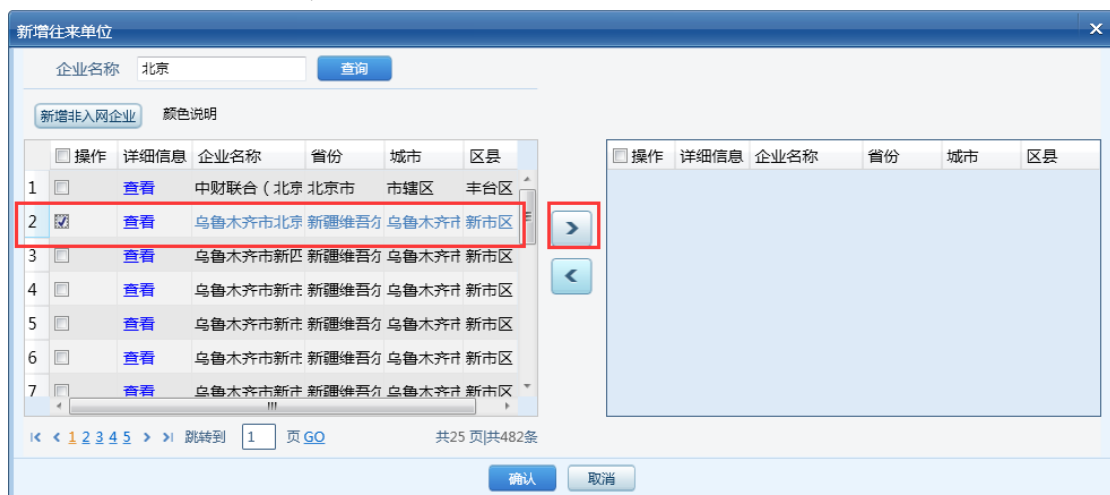 新增往来单位
企业名称 北京 查询
新增非入网企业 颜色说明
操作 详细信息 企业名称 省份 城市 区县
1 查看 中财联合（北京 北京市 市辖区 丰台区
2 查看 乌鲁木齐市北京 新疆维吾尔 乌鲁木齐市 新市区
3 查看 乌鲁木齐市新匹 新疆维吾尔 乌鲁木齐市 新市区
4 查看 乌鲁木齐市新市 新疆维吾尔 乌鲁木齐市 新市区
5 查看 乌鲁木齐市新市 新疆维吾尔 乌鲁木齐市 新市区
6 查看 乌鲁木齐市新市 新疆维吾尔 乌鲁木齐市 新市区
7 查看 乌鲁木齐市新市 新疆维吾尔 乌鲁木齐市 新市区
1 2 3 4 5 跳转到 1 页 GO 共25 页|共482条
操作 详细信息 企业名称 省份 城市 区县
确认 取消